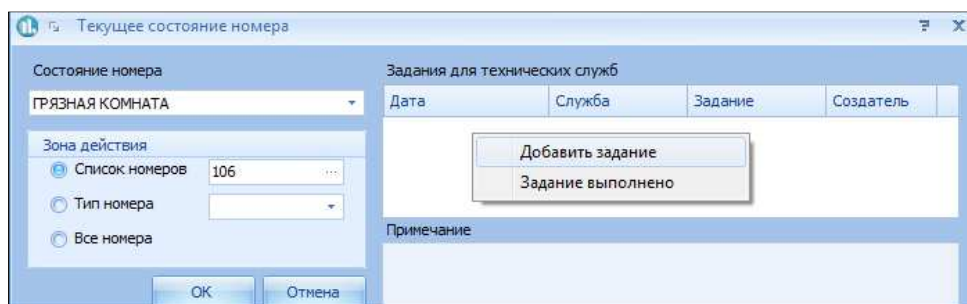 Текущее состояние номера
Состояние номера
ГРЯЗНАЯ КОМНАТА
Зона действия
Список номеров 106 ...
Тип номера
Все номера
OK Отмена
Задания для технических служб
Дата Служба Задание Создатель
Добавить задание
Задание выполнено
Примечание